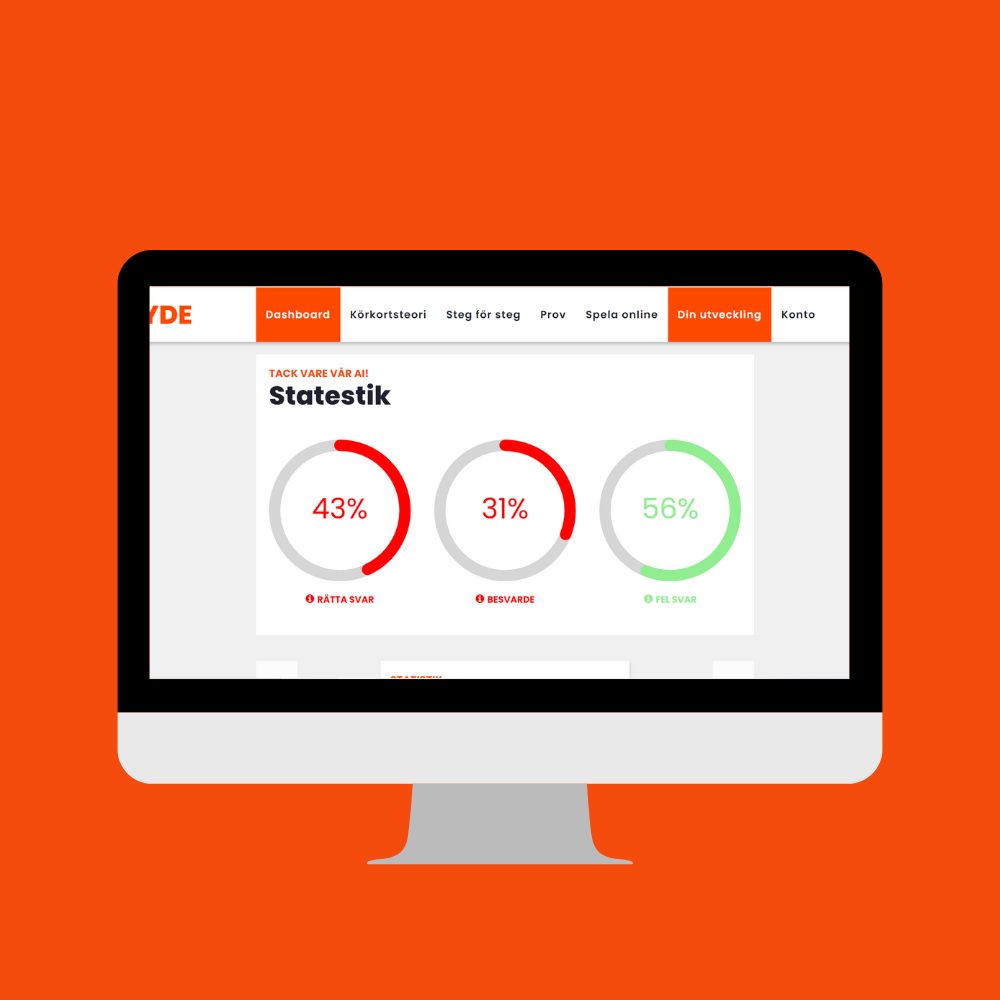 YDE
Dashboard Körkortsteori Steg för steg Prov Spela online Din utveckling Konto
TACK VARE VÅR AI!
Statestik
43% 31% 56%
RÄTTA SVAR BESVARDE FEL SVAR
STATISTIK